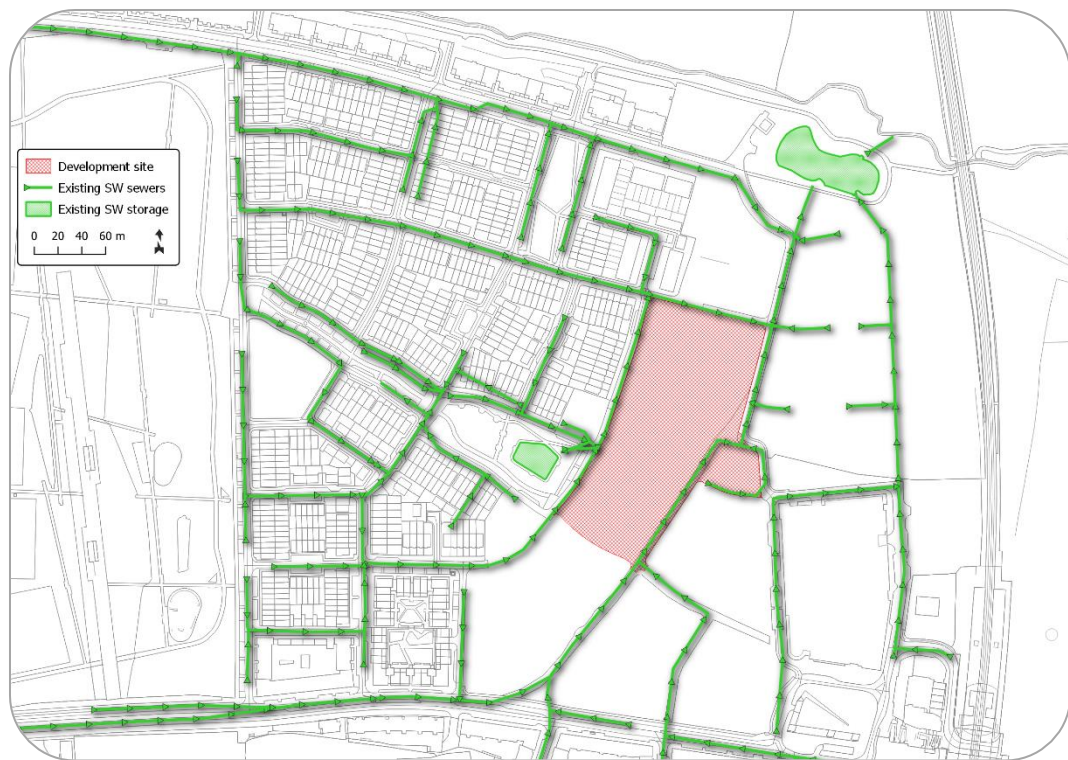 Development site
Existing SW sewers
Existing SW storage
0 20 40 60 m